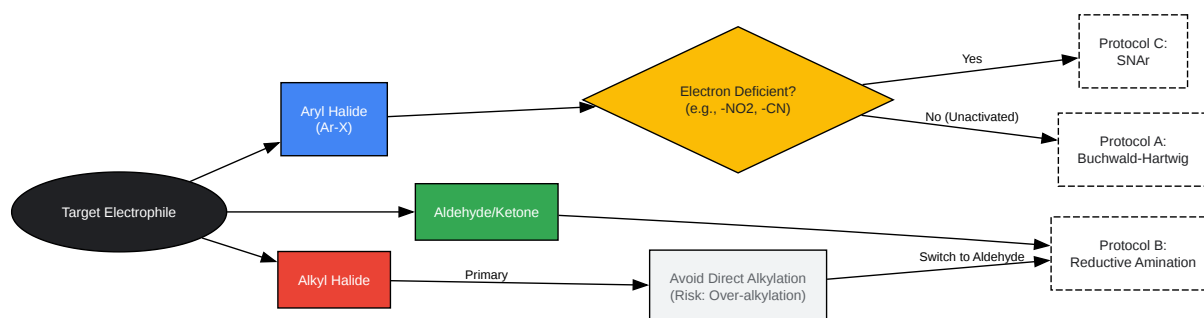 Target Electrophile
Aryl Halide
(Ar-X)
Electron Deficient?
(e.g., -NO2, -CN)
Yes
Protocol C:
SNAr
No (Unactivated)
Protocol A:
Buchwald-Hartwig
Aldehyde/Ketone
Alkyl Halide
Primary
Avoid Direct Alkylation
(Risk: Over-alkylation)
Switch to Aldehyde
Protocol B:
Reductive Amination